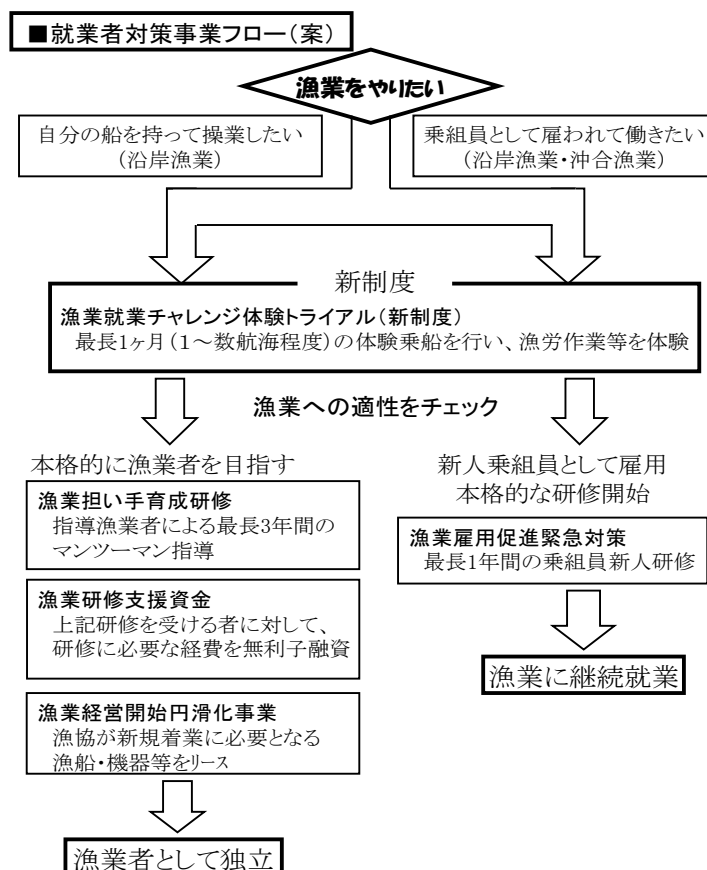 ■就業者対策事業フロー(案)
漁業をやりたい
自分の船を持って操業したい
(沿岸漁業)
乗組員として雇われて働きたい
(沿岸漁業・沖合漁業)
新制度
漁業就業チャレンジ体験トライアル(新制度)
最長1ヶ月(1~数航海程度)の体験乗船を行い、漁労作業等を体験
漁業への適性をチェック
本格的に漁業者を目指す
漁業担い手育成研修
指導漁業者による最長3年間の
マンツーマン指導
漁業研修支援資金
上記研修を受ける者に対して、
研修に必要な経費を無利子融資
漁業経営開始円滑化事業
漁協が新規着業に必要となる
漁船・機器等をリース
漁業者として独立
新人乗組員として雇用
本格的な研修開始
漁業雇用促進緊急対策
最長1年間の乗組員新人研修
漁業に継続就業